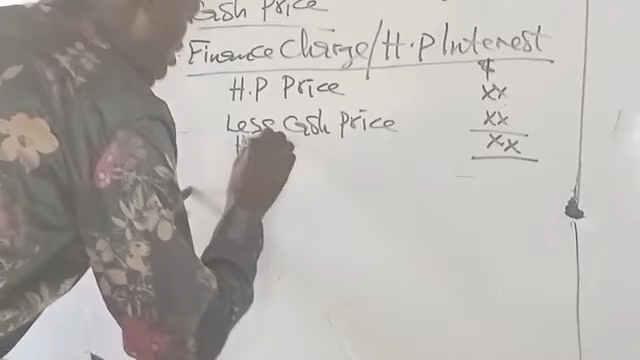 Cash Price
Finance Charge/H.P Interest
$
H.P Price xx
Less Cash price xx
H xx